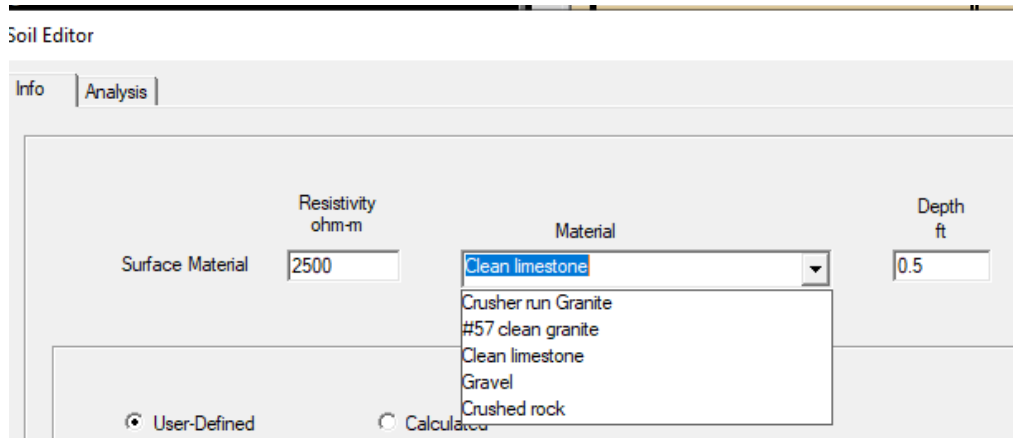 Soil Editor
Info
Analysis
Resistivity
ohm-m
Material
Depth
ft
Surface Material
2500
Clean limestone
0.5
Crusher run Granite
#57 clean granite
Clean limestone
Gravel
Crushed rock
User-Defined
Calculated